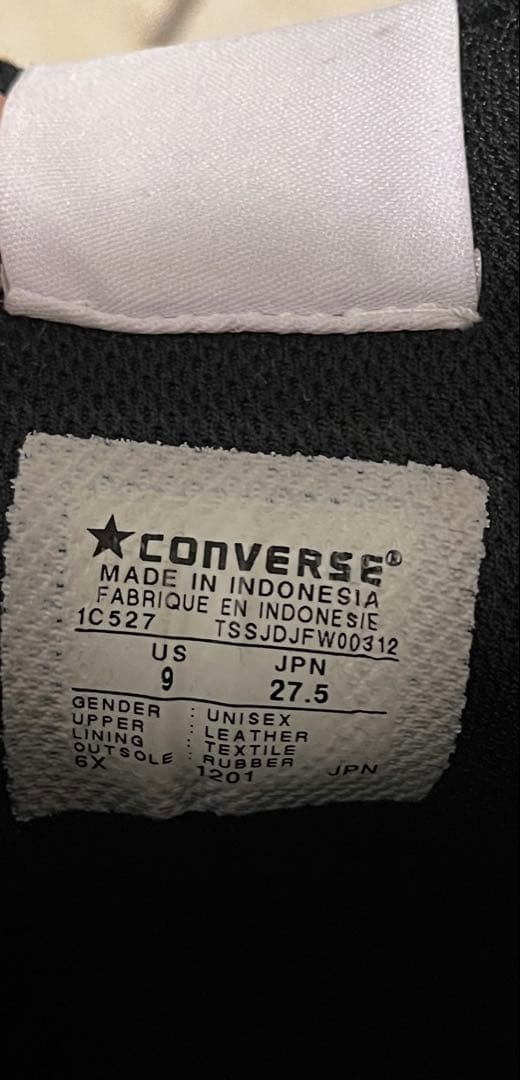 ★CONVERSE®
MADE IN INDONESIA
FABRIQUE EN INDONESIE
1C527 TSSJDJFW00312
US JPN
9 27.5
GENDER : UNISEX
UPPER : LEATHER
LINING : TEXTILE
OUTSOLE : RUBBER
6X 1201 JPN